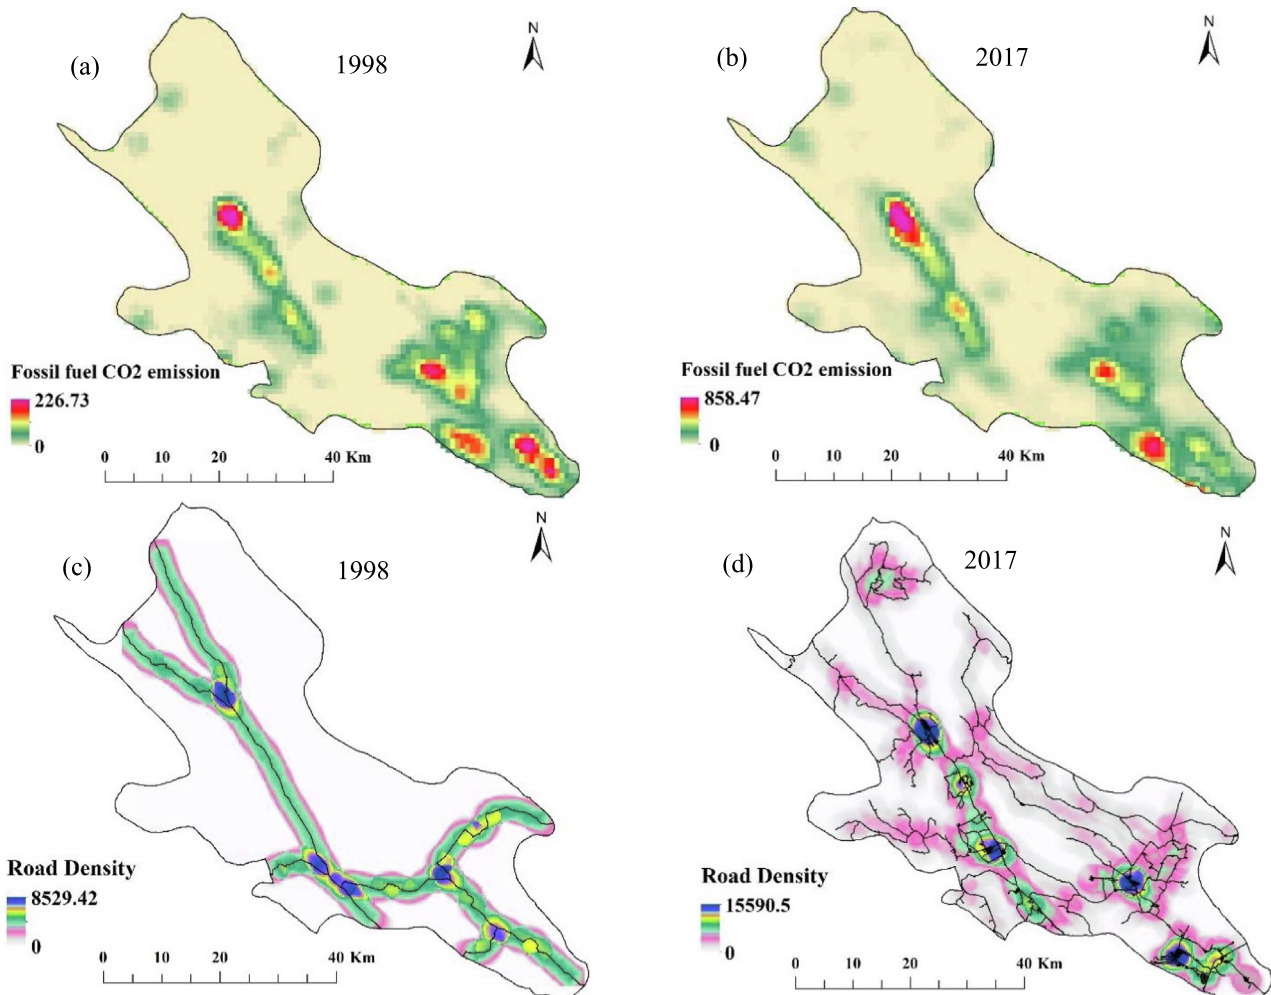 (a)
1998
N
Fossil fuel CO2 emission
226.73
0
0 10 20 40 Km
(b)
2017
N
Fossil fuel CO2 emission
858.47
0
0 10 20 40 Km
(c)
1998
N
Road Density
8529.42
0
0 10 20 40 Km
(d)
2017
N
Road Density
15590.5
0
0 10 20 40 Km